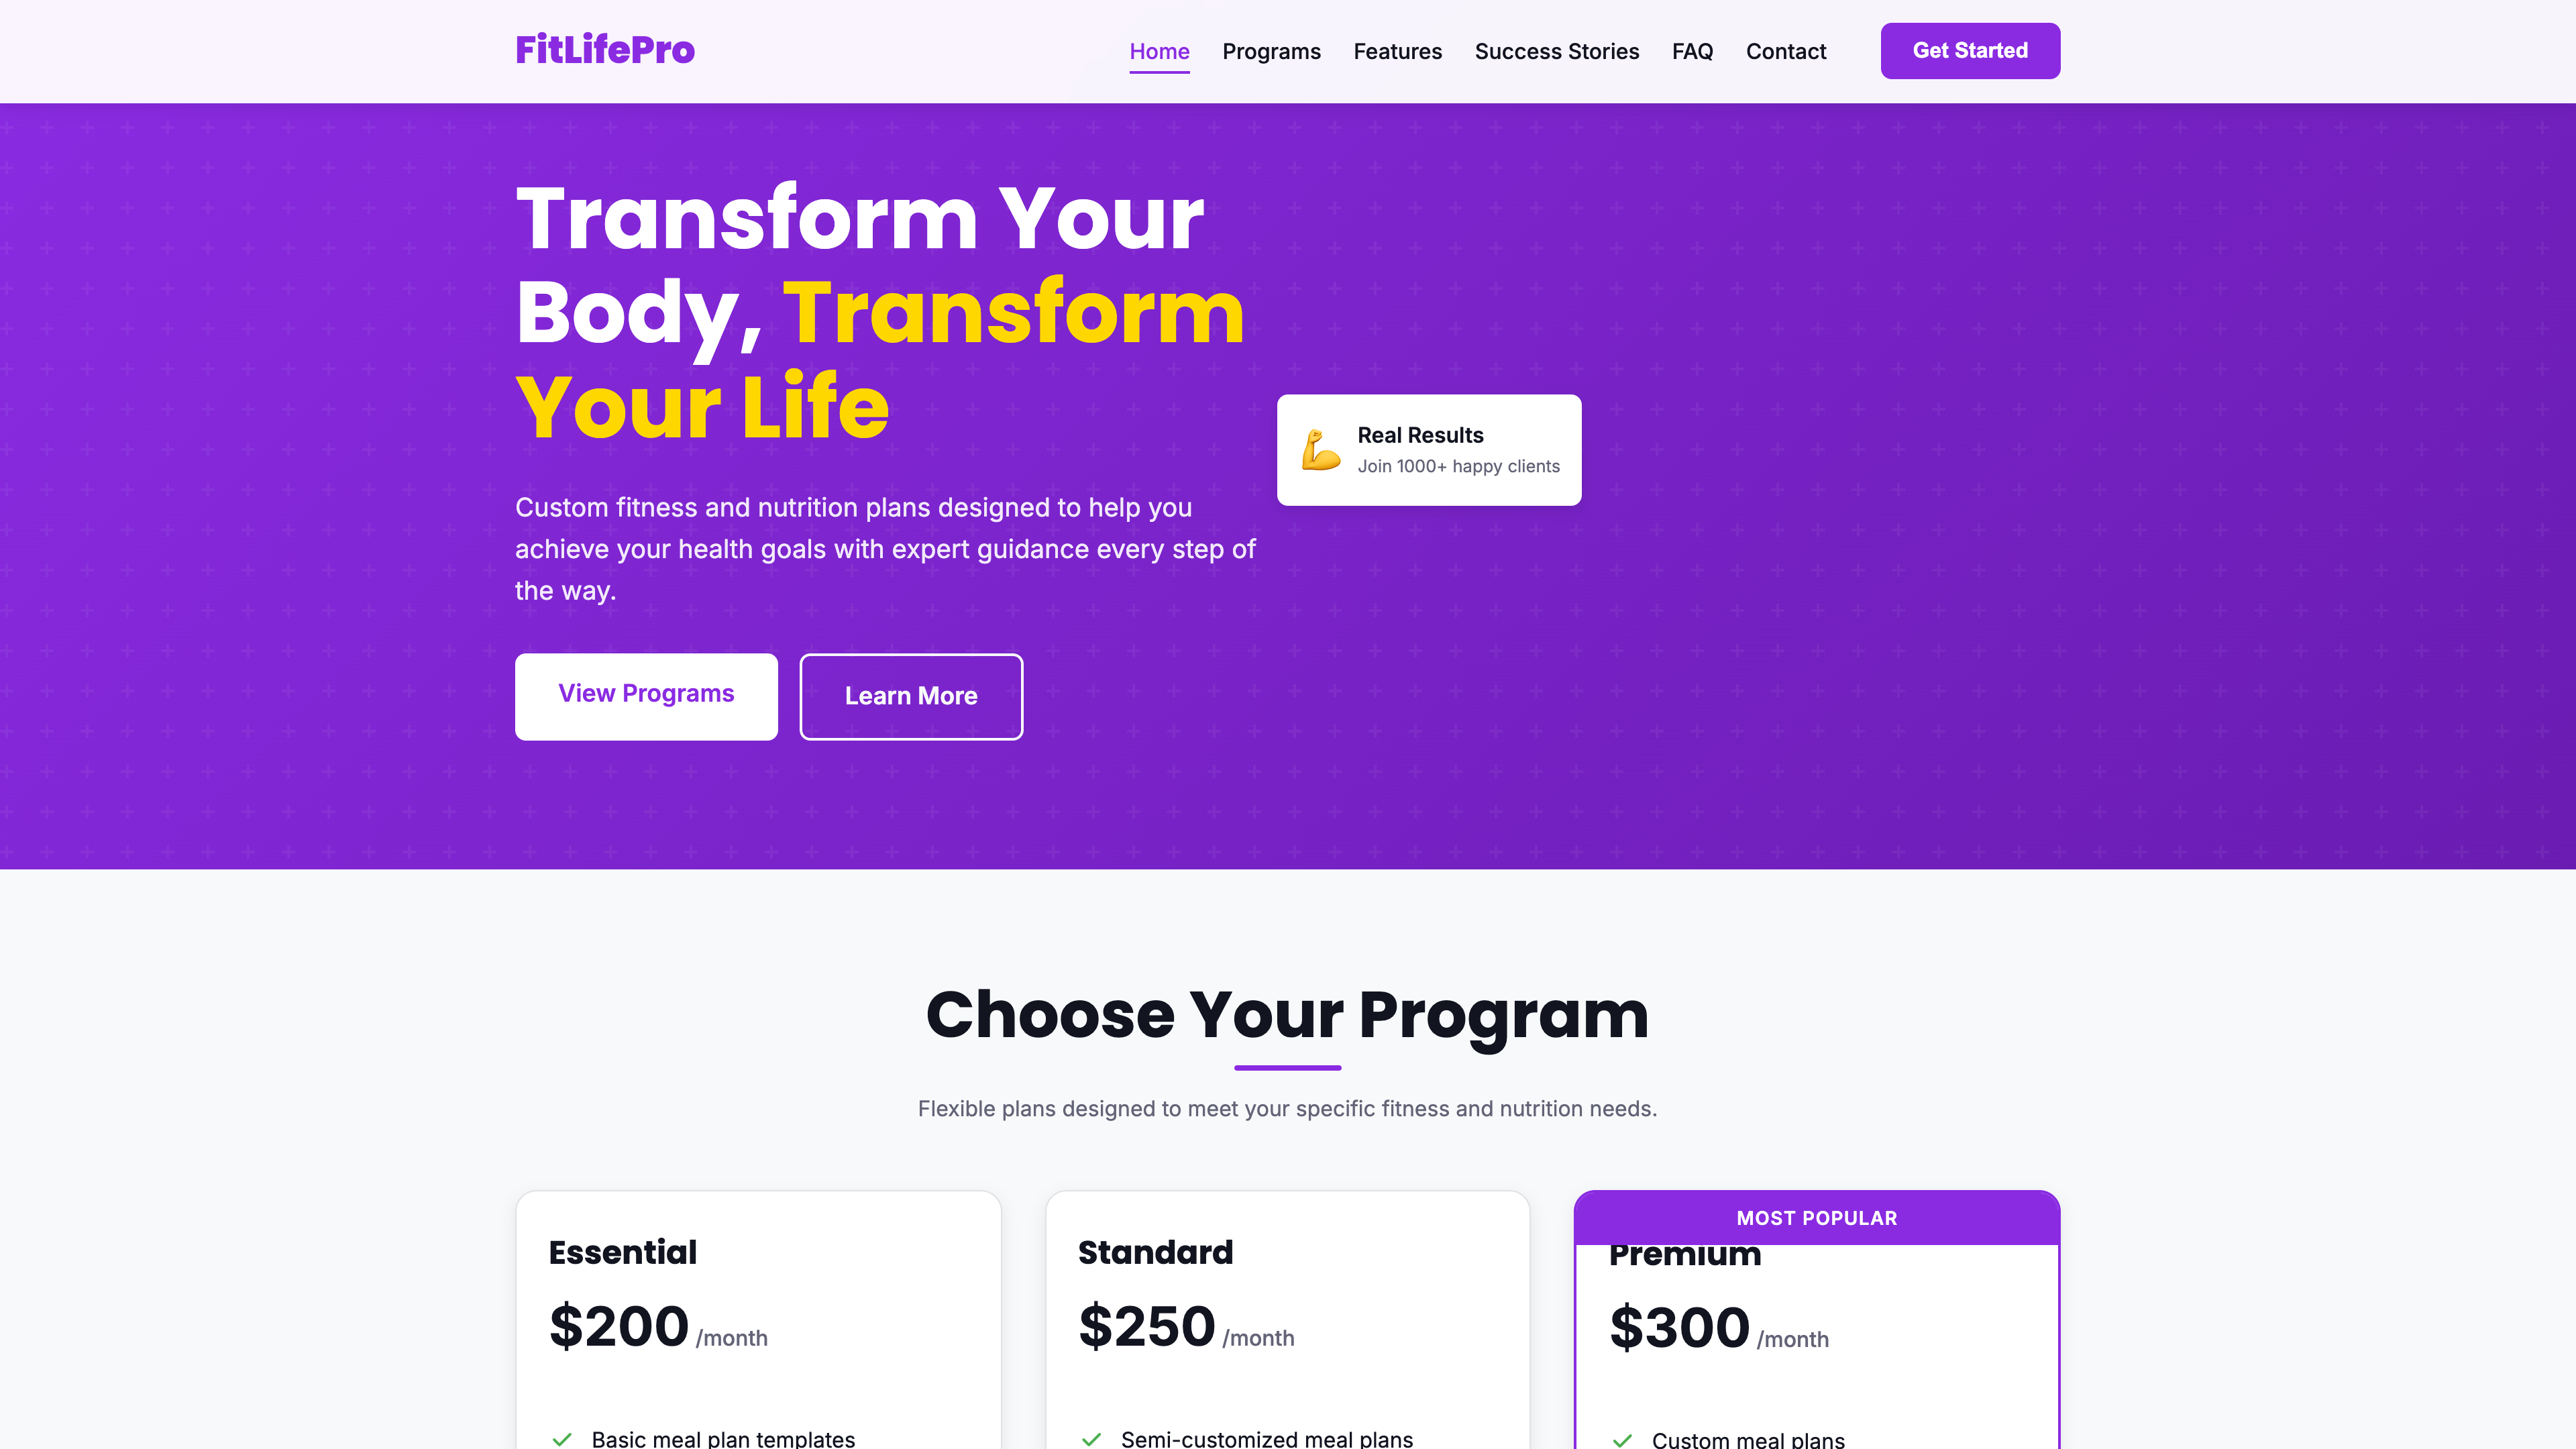 FitLifePro
Home
Programs
Features
Success Stories
FAQ
Contact
Get Started
Transform Your
Body, Transform
Your Life
Custom fitness and nutrition plans designed to help you
achieve your health goals with expert guidance every step of
the way.
View Programs
Learn More
Real Results
Join 1000+ happy clients
Choose Your Program
Flexible plans designed to meet your specific fitness and nutrition needs.
Essential
$200 /month
Basic meal plan templates
Standard
$250 /month
Semi-customized meal plans
MOST POPULAR
Premium
$300 /month
Custom meal plans